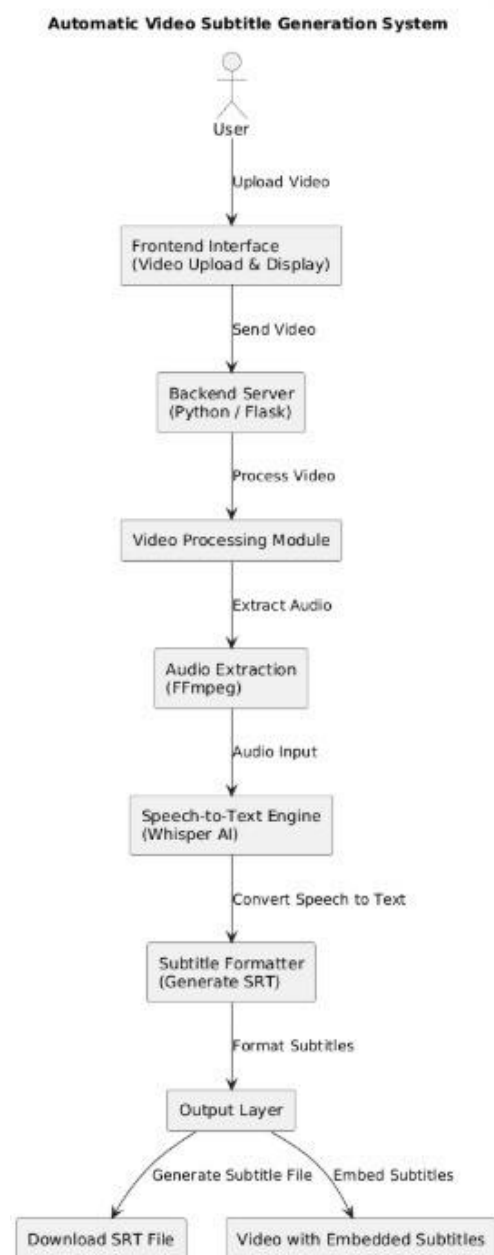 Automatic Video Subtitle Generation System
User
Upload Video
Frontend Interface
(Video Upload & Display)
Send Video
Backend Server
(Python / Flask)
Process Video
Video Processing Module
Extract Audio
Audio Extraction
(FFmpeg)
Audio Input
Speech-to-Text Engine
(Whisper AI)
Convert Speech to Text
Subtitle Formatter
(Generate SRT)
Format Subtitles
Output Layer
Generate Subtitle File
Embed Subtitles
Download SRT File
Video with Embedded Subtitles